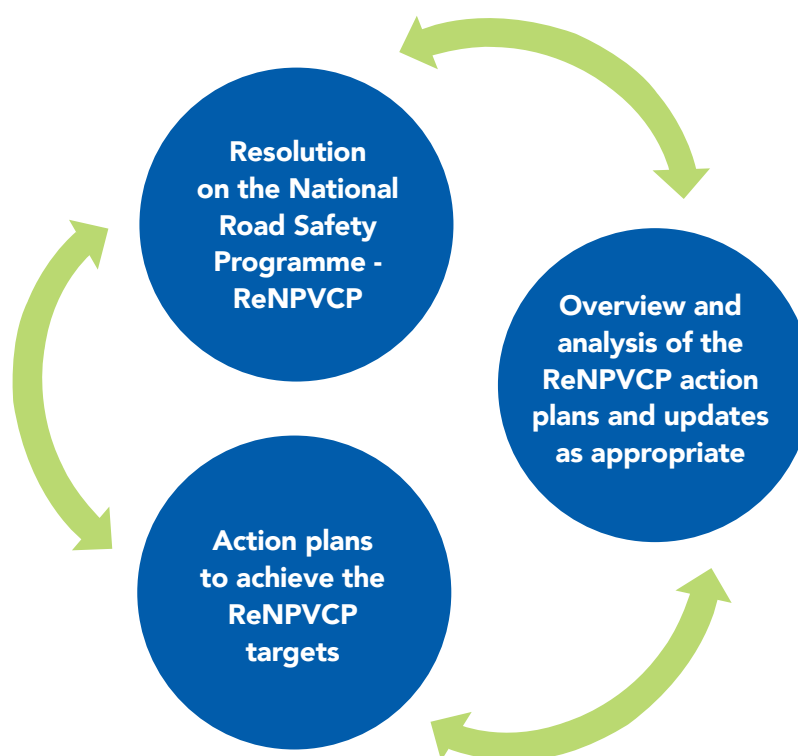 Resolution
on the National
Road Safety
Programme -
ReNPVCP
Overview and
analysis of the
ReNPVCP action
plans and updates
as appropriate
Action plans
to achieve the
ReNPVCP
targets